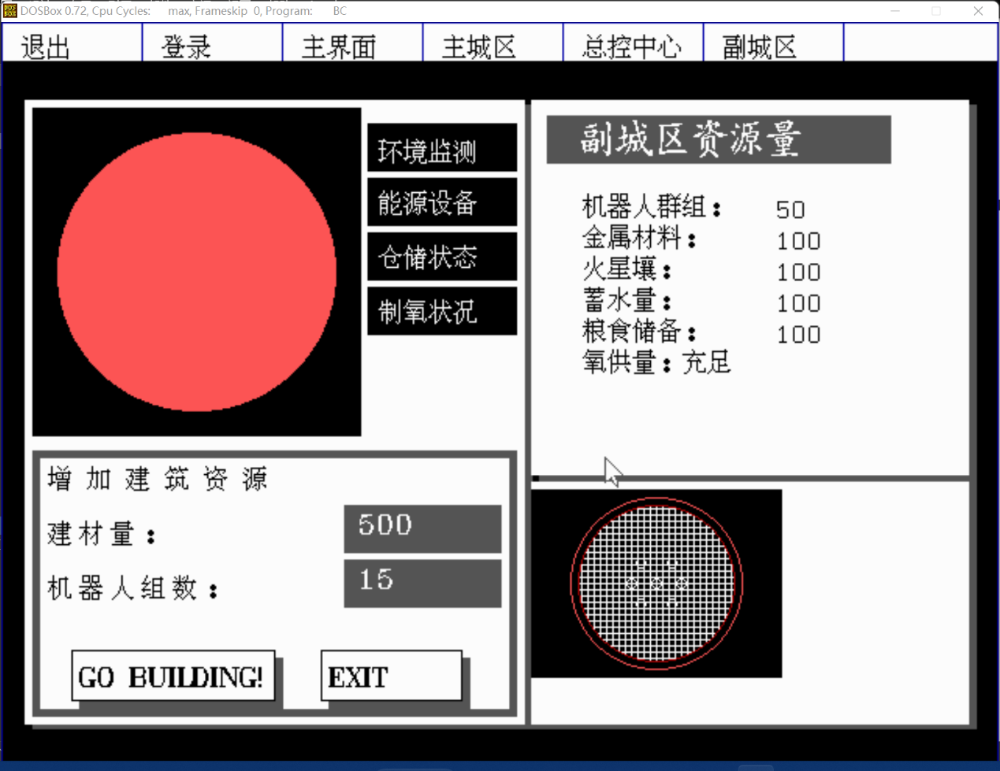 DOSBox 0.72, Cpu Cycles: max, Frameskip 0, Program: BC
退出 登录 主界面 主城区 总控中心 副城区
环境监测
能源设备
仓储状态
制氧状况
副城区资源量
机器人群组: 50
金属材料: 100
火星壤: 100
蓄水量: 100
粮食储备: 100
氧供量: 充足
增加建筑资源
建材量: 500
机器人组数: 15
GO BUILDING! EXIT